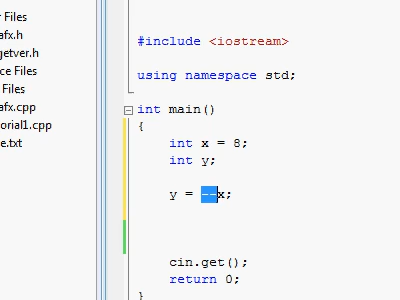 Files
afx.h
getver.h
ce Files
Files
afx.cpp
orial1.cpp
e.txt
#include <iostream>
using namespace std;
int main()
{
int x = 8;
int y;
y = --x;
cin.get();
return 0;
}